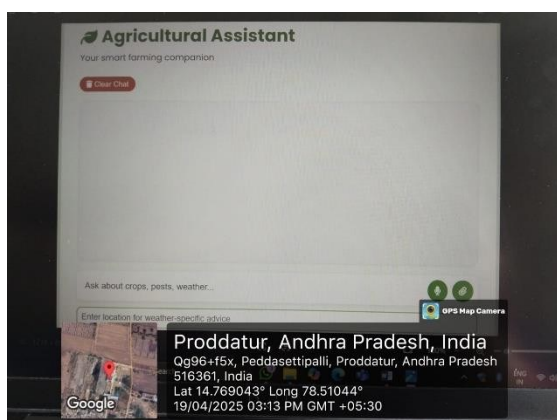 Agricultural Assistant
Your smart farming companion
Clear Chat
Ask about crops, pests, weather...
Enter location for weather-specific advice
GPS Map Camera
Proddatur, Andhra Pradesh, India
Qg96+f5x, Peddasettipalli, Proddatur, Andhra Pradesh
516361, India
Lat 14.769043° Long 78.51044°
19/04/2025 03:13 PM GMT +05:30
Google
ENG
IN